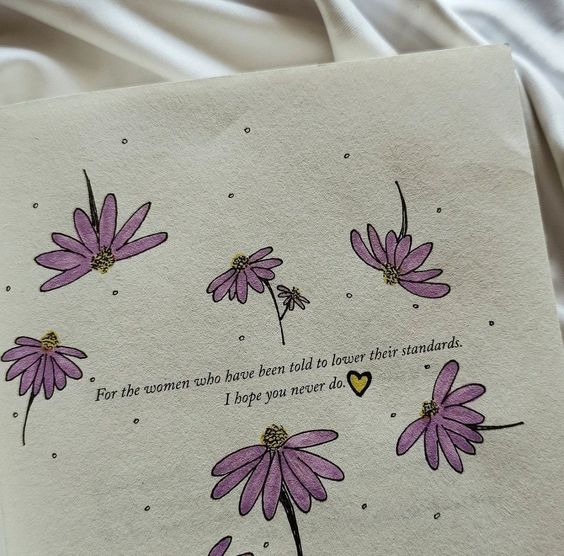 For the women who have been told to lower their standards.
I hope you never do.